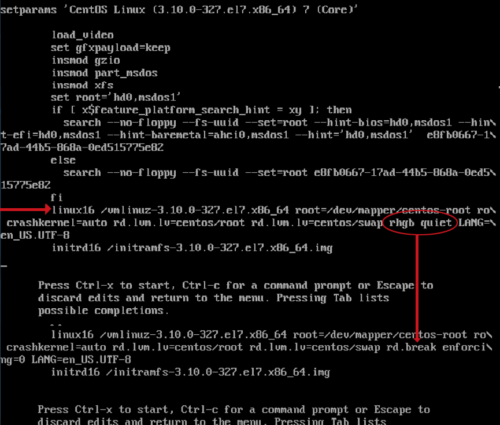 setparams 'CentOS Linux (3.10.0-327.el7.x86_64) 7 (Core)'
load_video
set gfxpayload=keep
insmod gzio
insmod part_msdos
insmod xfs
set root='hd0,msdos1'
if [ x$feature_platform_search_hint = xy ]; then
search --no-floppy --fs-uuid --set=root --hint-bios=hd0,msdos1 --hin\
t-efi=hd0,msdos1 --hint-baremetal=ahci0,msdos1 --hint='hd0,msdos1'  e8fb0667-1\
7ad-44b5-868a-0ed515775e82
else
search --no-floppy --fs-uuid --set=root e8fb0667-17ad-44b5-868a-0ed5\
15775e82
fi
linux16 /vmlinuz-3.10.0-327.el7.x86_64 root=/dev/mapper/centos-root ro\
crashkernel=auto rd.lvm.lv=centos/root rd.lvm.lv=centos/swap rhgb quiet LANG=\
en_US.UTF-8
initrd16 /initramfs-3.10.0-327.el7.x86_64.img
_
Press Ctrl-x to start, Ctrl-c for a command prompt or Escape to
discard edits and return to the menu. Pressing Tab lists
possible completions.
linux16 /vmlinuz-3.10.0-327.el7.x86_64 root=/dev/mapper/centos-root ro\
crashkernel=auto rd.lvm.lv=centos/root rd.lvm.lv=centos/swap rd.break enforci\
ng=0 LANG=en_US.UTF-8
initrd16 /initramfs-3.10.0-327.el7.x86_64.img
Press Ctrl-x to start, Ctrl-c for a command prompt or Escape to
discard edits and return to the menu. Pressing Tab lists